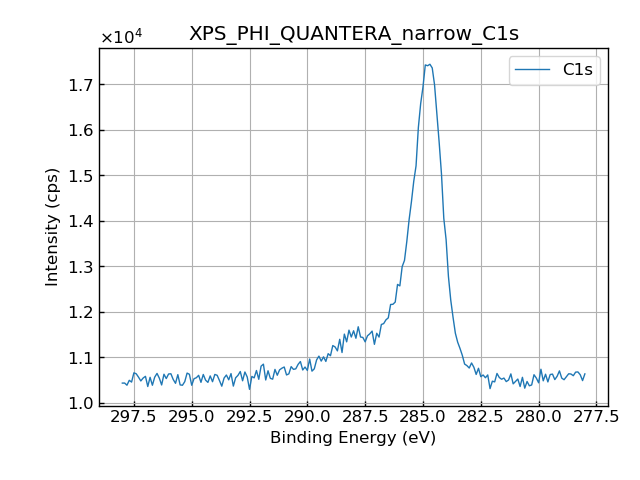 ×10⁴
XPS_PHI_QUANTERA_narrow_C1s
C1s
1.7
1.6
1.5
1.4
1.3
1.2
1.1
1.0
Intensity (cps)
297.5 295.0 292.5 290.0 287.5 285.0 282.5 280.0 277.5
Binding Energy (eV)